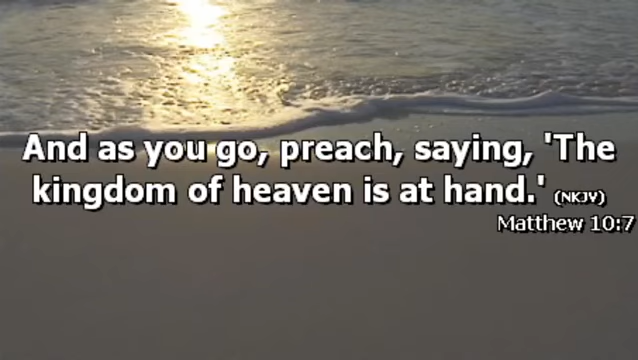 And as you go, preach, saying, 'The
kingdom of heaven is at hand.' (NKJV)
Matthew 10:7